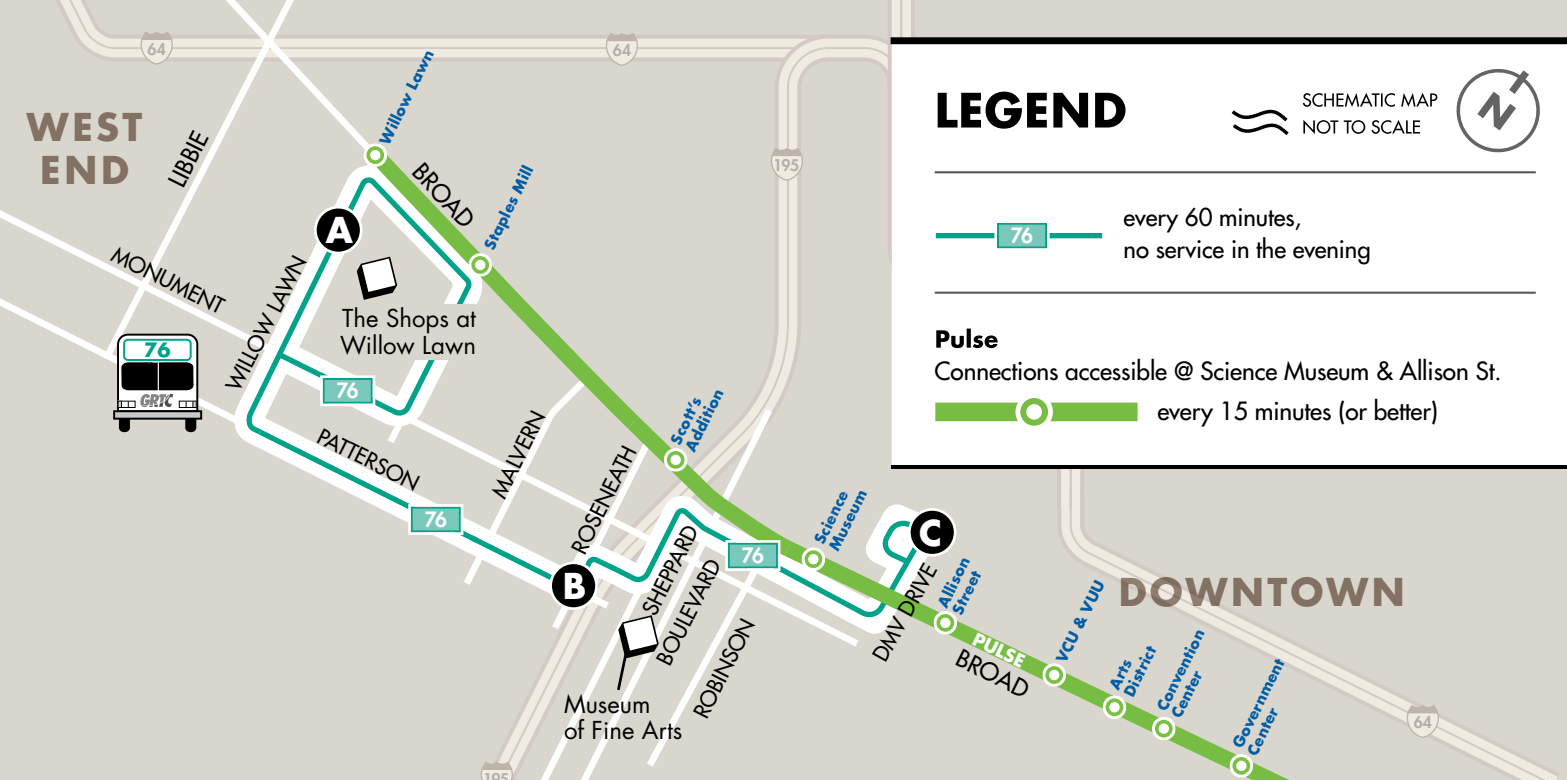 64
64
195
WEST
END
LIBBIE
Willow Lawn
BROAD
Staples Mill
A
MONUMENT
WILLOW LAWN
The Shops at
Willow Lawn
76
GRTC
76
PATTERSON
76
MALVERN
ROSENEATH
Scott's
Addition
B
SHEPPARD
BOULEVARD
ROBINSON
76
Museum
of Fine Arts
195
Science
Museum
C
DMV DRIVE
Allison
Street
PULSE
BROAD
VCU & VUU
DOWNTOWN
Arts
District
Convention
Center
Government
Center
64
LEGEND
SCHEMATIC MAP
NOT TO SCALE
N
76
every 60 minutes,
no service in the evening
Pulse
Connections accessible @ Science Museum & Allison St.
every 15 minutes (or better)